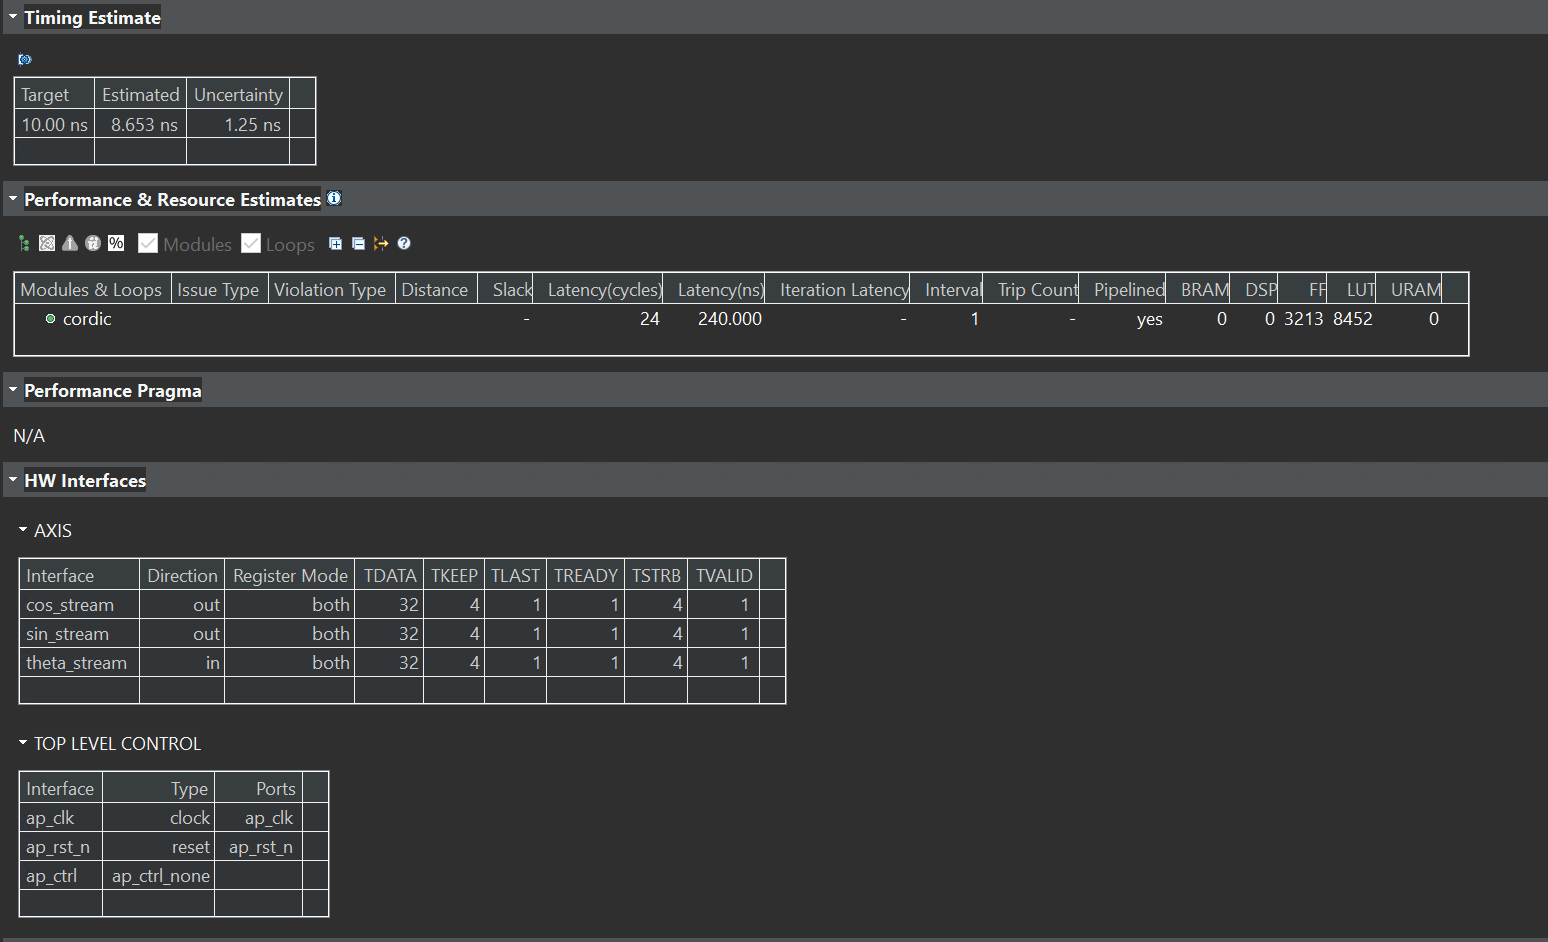 Timing Estimate
Target Estimated Uncertainty
10.00 ns 8.653 ns 1.25 ns
Performance & Resource Estimates
% Modules Loops
Modules & Loops Issue Type Violation Type Distance Slack Latency(cycles) Latency(ns) Iteration Latency Interval Trip Count Pipelined BRAM DSP FF LUT URAM
cordic - 24 240.000 - 1 - yes 0 0 3213 8452 0
Performance Pragma
N/A
HW Interfaces
AXIS
Interface Direction Register Mode TDATA TKEEP TLAST TREADY TSTRB TVALID
cos_stream out both 32 4 1 1 4 1
sin_stream out both 32 4 1 1 4 1
theta_stream in both 32 4 1 1 4 1
TOP LEVEL CONTROL
Interface Type Ports
ap_clk clock ap_clk
ap_rst_n reset ap_rst_n
ap_ctrl ap_ctrl_none